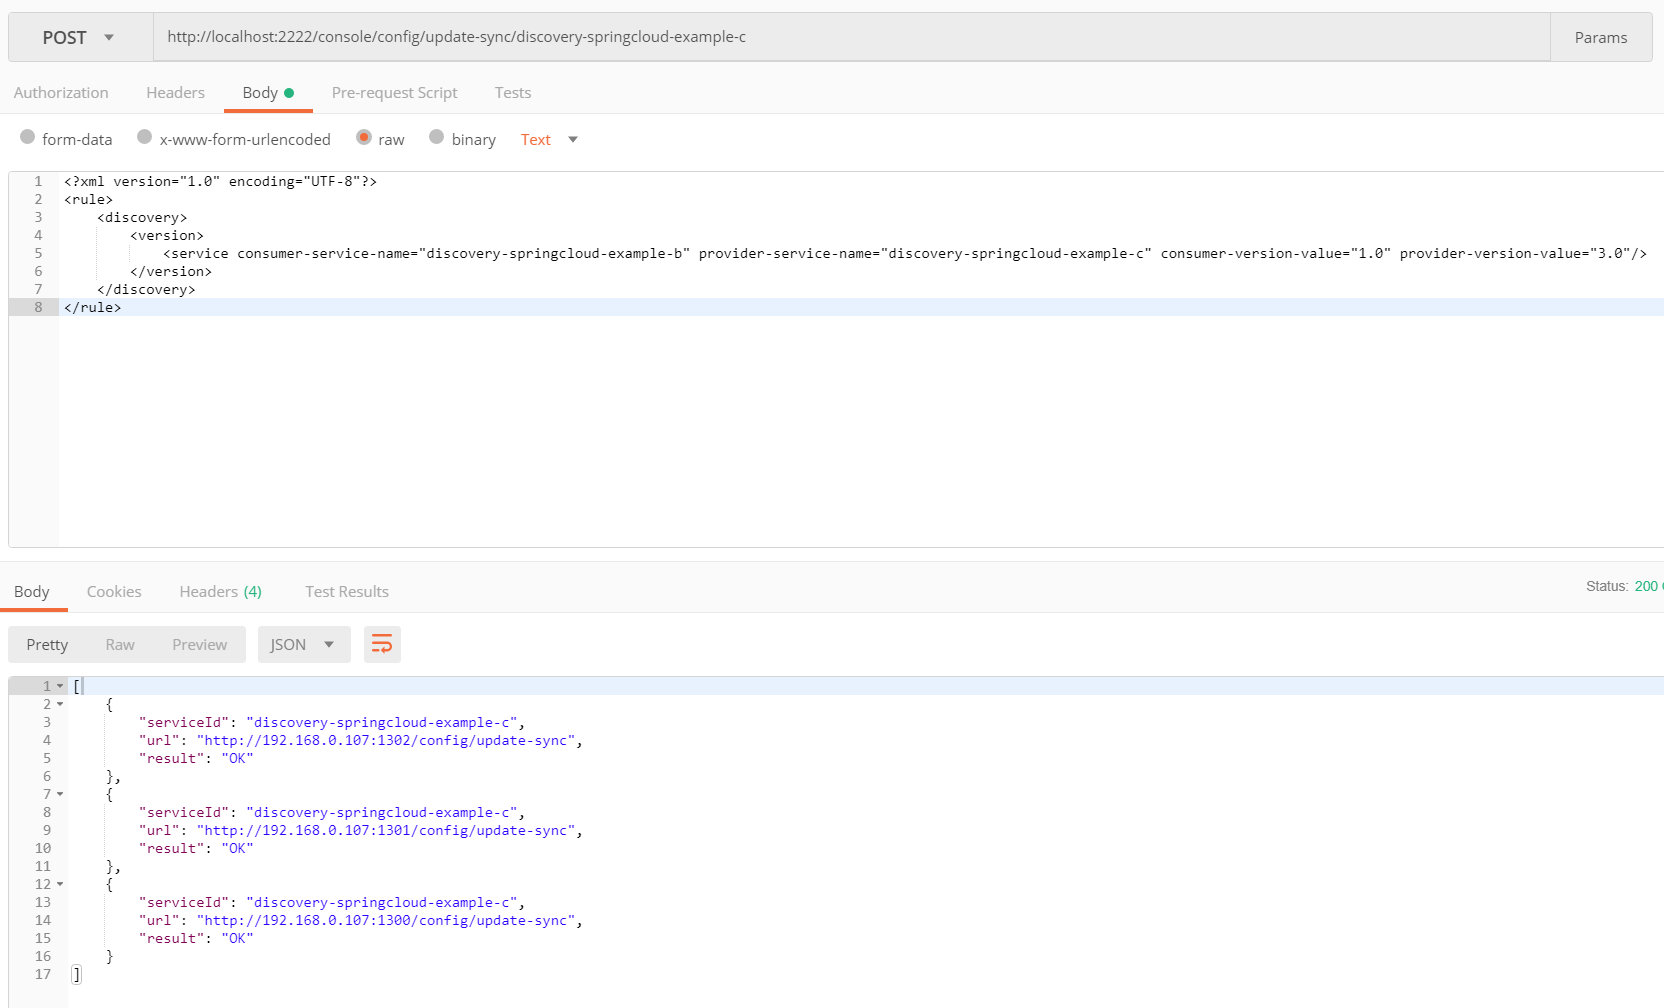 POST http://localhost:2222/console/config/update-sync/discovery-springcloud-example-c Params
Authorization Headers Body Pre-request Script Tests
form-data x-www-form-urlencoded raw binary Text
1 <?xml version="1.0" encoding="UTF-8"?>
2 <rule>
3 <discovery>
4 <version>
5 <service consumer-service-name="discovery-springcloud-example-b" provider-service-name="discovery-springcloud-example-c" consumer-version-value="1.0" provider-version-value="3.0"/>
6 </version>
7 </discovery>
8 </rule>
Body Cookies Headers (4) Test Results Status: 200
Pretty Raw Preview JSON
1 [
2 {
3 "serviceId": "discovery-springcloud-example-c",
4 "url": "http://192.168.0.107:1302/config/update-sync",
5 "result": "OK"
6 },
7 {
8 "serviceId": "discovery-springcloud-example-c",
9 "url": "http://192.168.0.107:1301/config/update-sync",
10 "result": "OK"
11 },
12 {
13 "serviceId": "discovery-springcloud-example-c",
14 "url": "http://192.168.0.107:1300/config/update-sync",
15 "result": "OK"
16 }
17 ]